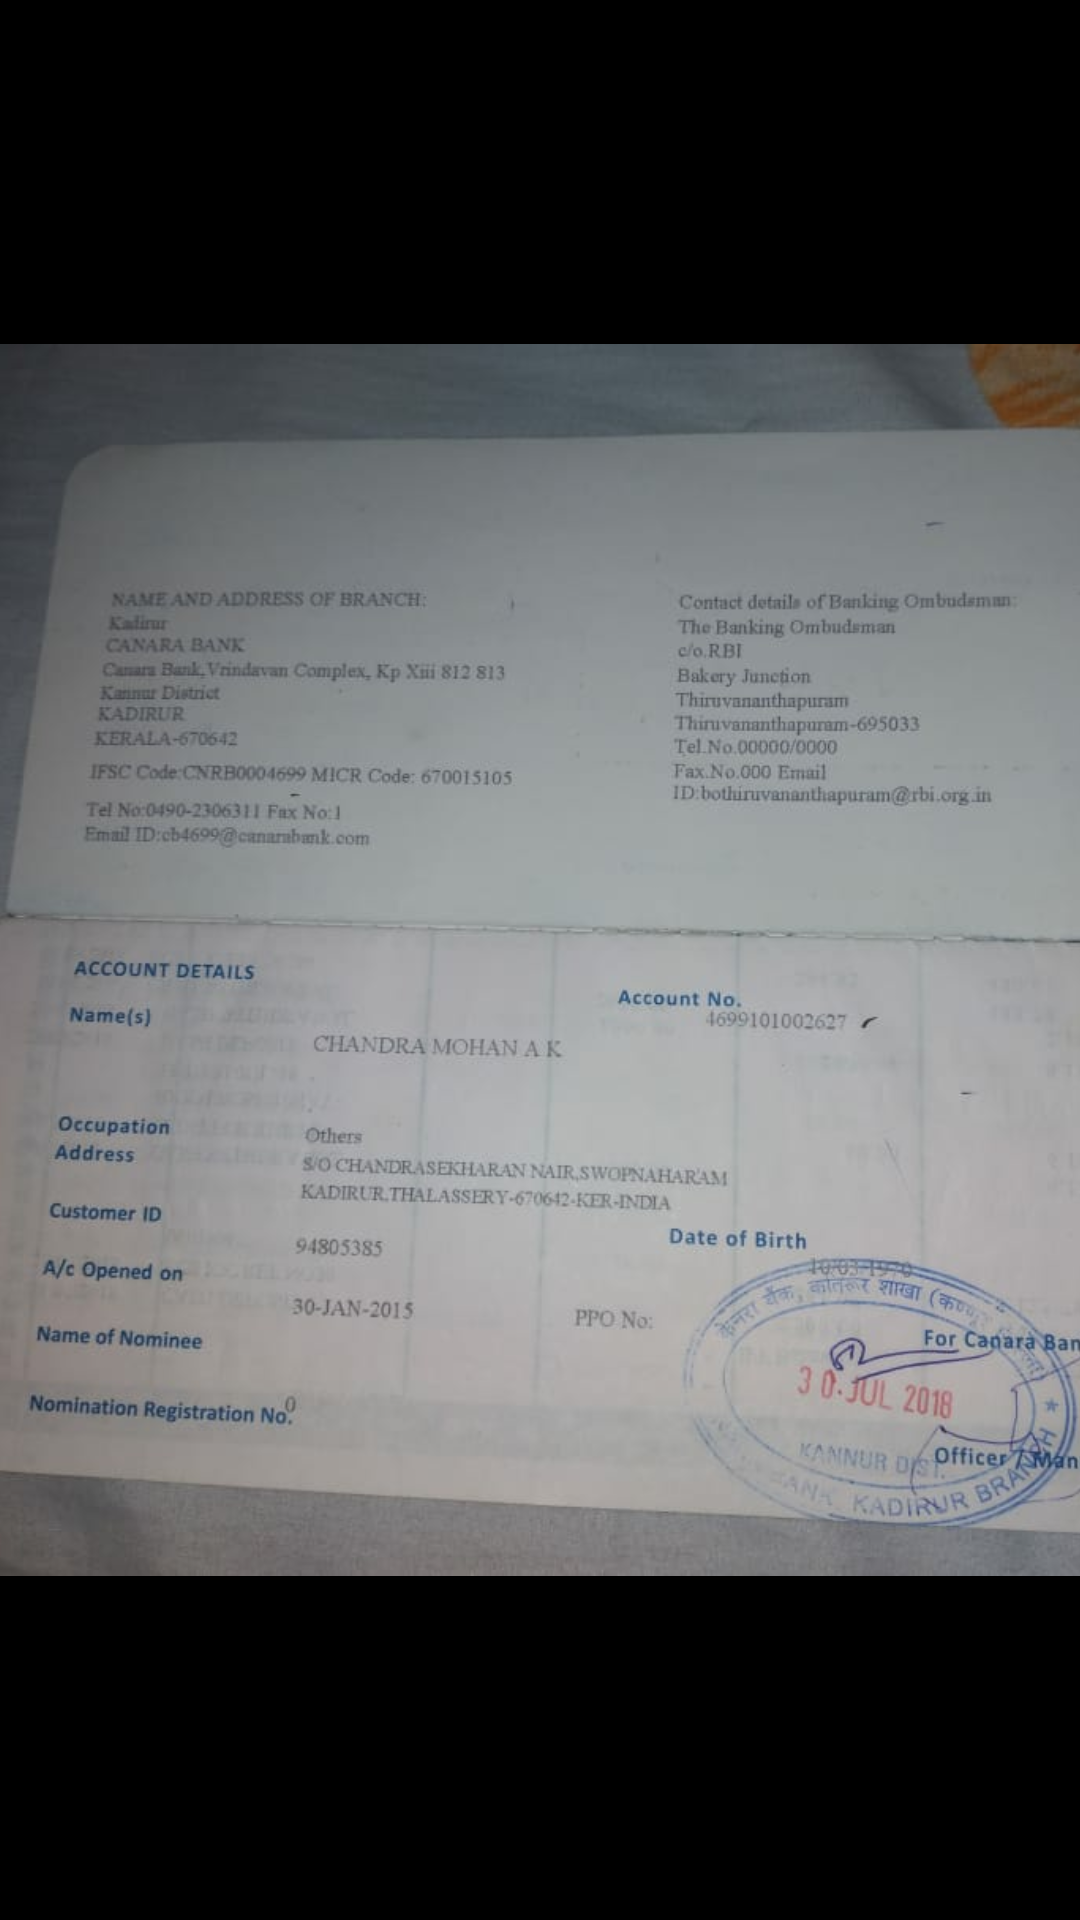 NAME AND ADDRESS OF BRANCH:
Kadirur
CANARA BANK
Canara Bank,Vrindavan Complex, Kp Xiii 812 813
Kannur District
KADIRUR
KERALA-670642
IFSC Code:CNRB0004699 MICR Code: 670015105
Tel No:0490-2306311 Fax No:1
Email ID:cb4699@canarabank.com
Contact details of Banking Ombudsman:
The Banking Ombudsman
c/o.RBI
Bakery Junction
Thiruvananthapuram
Thiruvananthapuram-695033
Tel.No.00000/0000
Fax.No.000 Email
ID:bothiruvananthapuram@rbi.org.in
ACCOUNT DETAILS
Account No.
4699101002627
Name(s)
CHANDRA MOHAN A K
Occupation
Others
Address
S/O CHANDRASEKHARAN NAIR,SWOPNAHARAM
KADIRUR,THALASSERY-670642-KER-INDIA
Customer ID
94805385
Date of Birth
10/03/1970
A/c Opened on
30-JAN-2015
PPO No:
Name of Nominee
Nomination Registration No.
0
केनरा बैंक, शाखा
For Canara Ban
30 JUL 2018
KANNUR DIST.
Officer / Man
BANK KADIRUR BRANCH